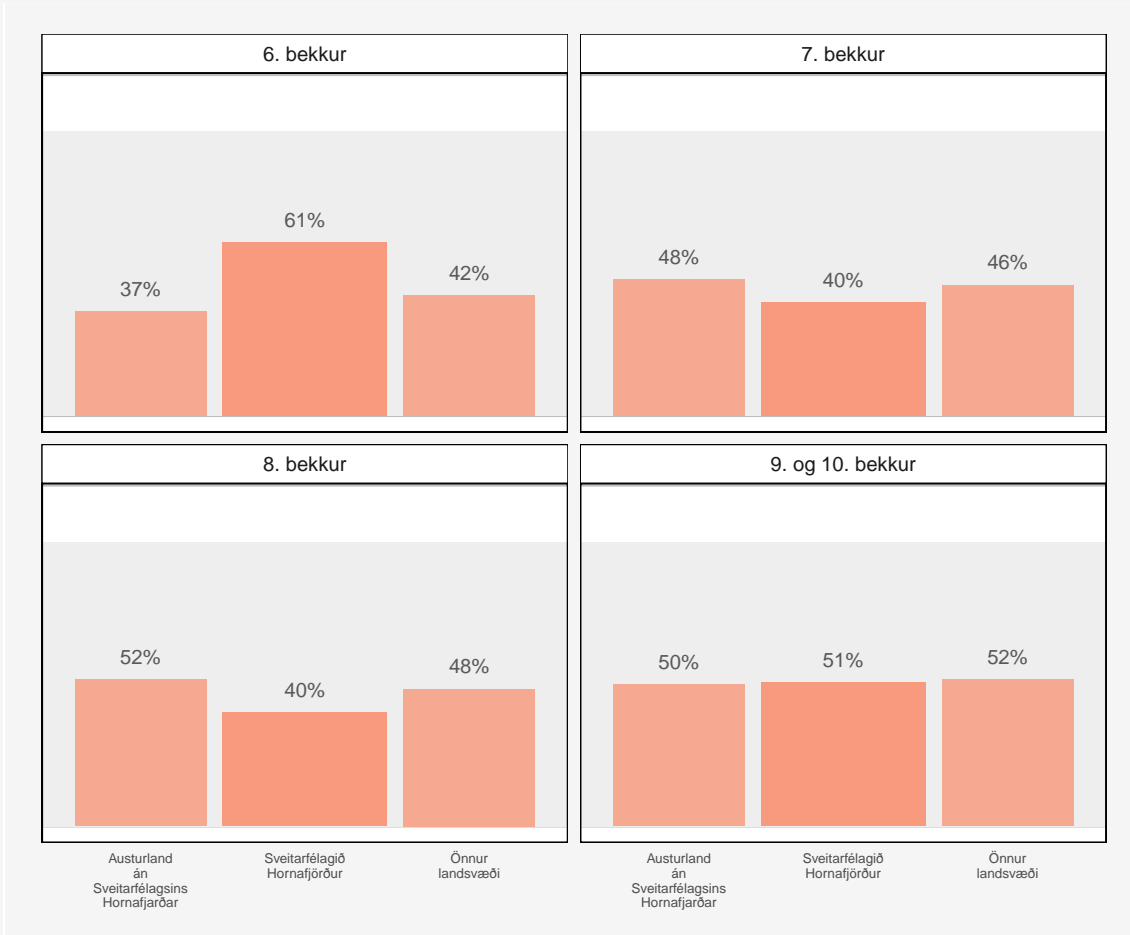 6. bekkur
7. bekkur
61%
37%
42%
48%
40%
46%
8. bekkur
9. og 10. bekkur
52%
40%
48%
50%
51%
52%
Austurland
án
Sveitarfélagsins
Hornafjarðar
Sveitarfélagið
Hornafjörður
Önnur
landsvæði
Austurland
án
Sveitarfélagsins
Hornafjarðar
Sveitarfélagið
Hornafjörður
Önnur
landsvæði